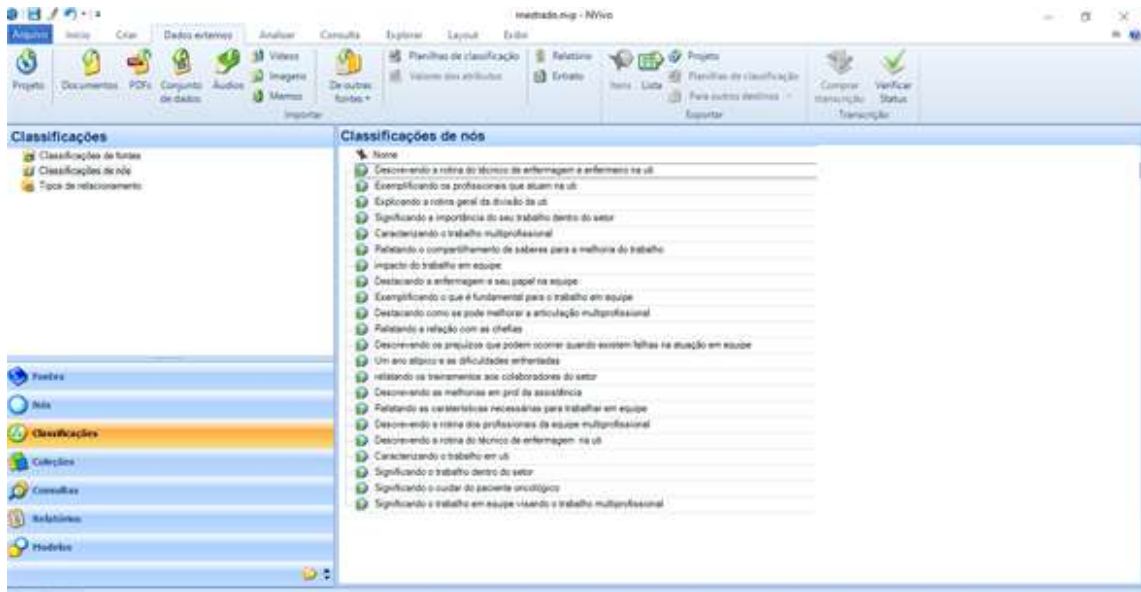 mestrado.nvp - NVivo
Arquivo Início Criar Dados externos Analisar Consulta Explorar Layout Exibir
Projeto Documentos PDFs Conjunto de dados Áudios
Vídeos
Imagens
Memos
De outras fontes
Importar
Planilhas de classificação
Valores dos atributos
Relatório
Extrato
Itens Lista
Projeto
Planilhas de classificação
Para outros destinos
Exportar
Comprar transcrição
Verificar Status
Transcrição
Classificações
Classificações de fontes
Classificações de nós
Tipos de relacionamento
Fontes
Nós
Classificações
Coleções
Consultas
Relatórios
Modelos
Classificações de nós
Nome
Descrevendo a rotina do técnico de enfermagem e enfermeiro na uti
Exemplificando os profissionais que atuam na uti
Explicando a rotina geral da divisão da uti
Significando a importância do seu trabalho dentro do setor
Caracterizando o trabalho multiprofissional
Relatando o compartilhamento de saberes para a melhoria do trabalho
impacto do trabalho em equipe
Destacando a enfermagem e seu papel na equipe
Exemplificando o que é fundamental para o trabalho em equipe
Destacando como se pode melhorar a articulação multiprofissional
Relatando a relação com as chefias
Descrevendo os prejuízos que podem ocorrer quando existem falhas na atuação em equipe
Um ano atípico e as dificuldades enfrentadas
relatando os treinamentos aos colaboradores do setor
Descrevendo as melhorias em prol da assistência
Relatando as caraterísticas necessárias para trabalhar em equipe
Descrevendo a rotina dos profissionais da equipe multiprofissional
Descrevendo a rotina do técnico de enfermagem na uti
Caracterizando o trabalho em uti
Significando o trabalho dentro do setor
Significando o cuidar do paciente oncológico
Significando o trabalho em equipe visando o trabalho multiprofissional